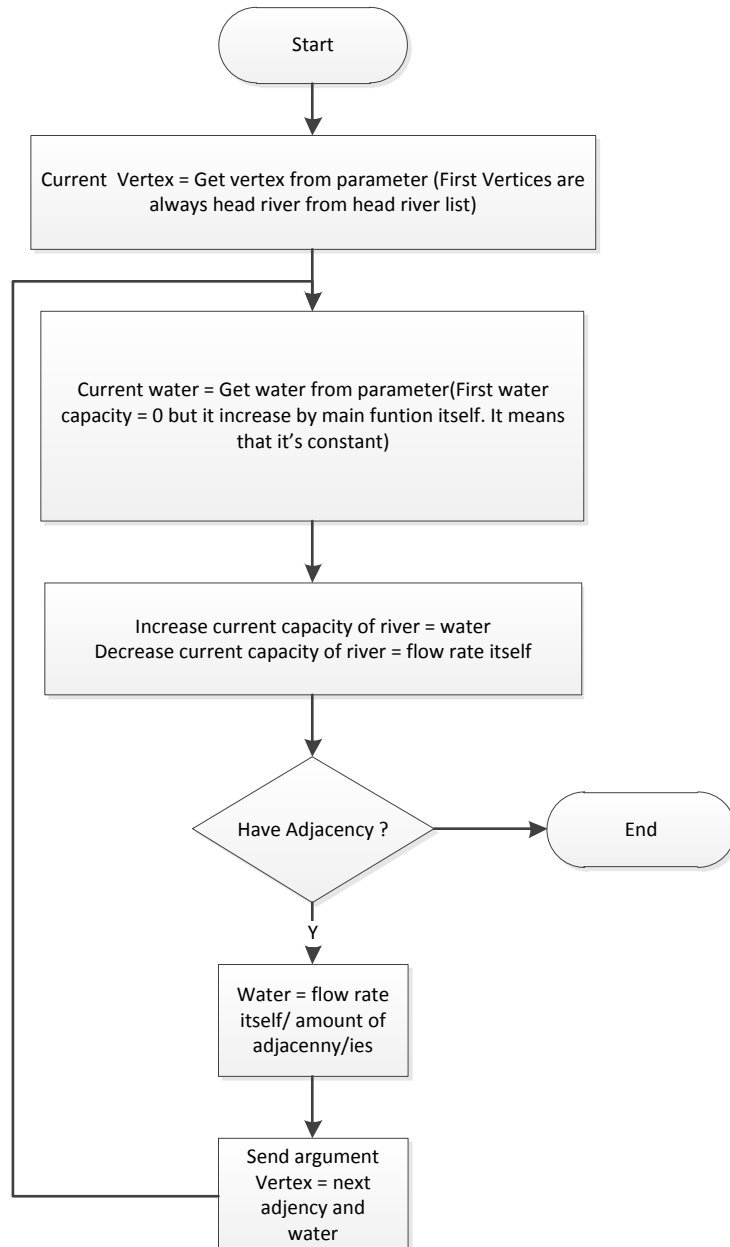 Start
Current  Vertex = Get vertex from parameter (First Vertices are
always head river from head river list)
Current water = Get water from parameter(First water
capacity = 0 but it increase by main funtion itself. It means
that it's constant)
Increase current capacity of river = water
Decrease current capacity of river = flow rate itself
Have Adjacency ?
End
Y
Water = flow rate
itself/ amount of
adjacenny/ies
Send argument
Vertex = next
adjency and
water